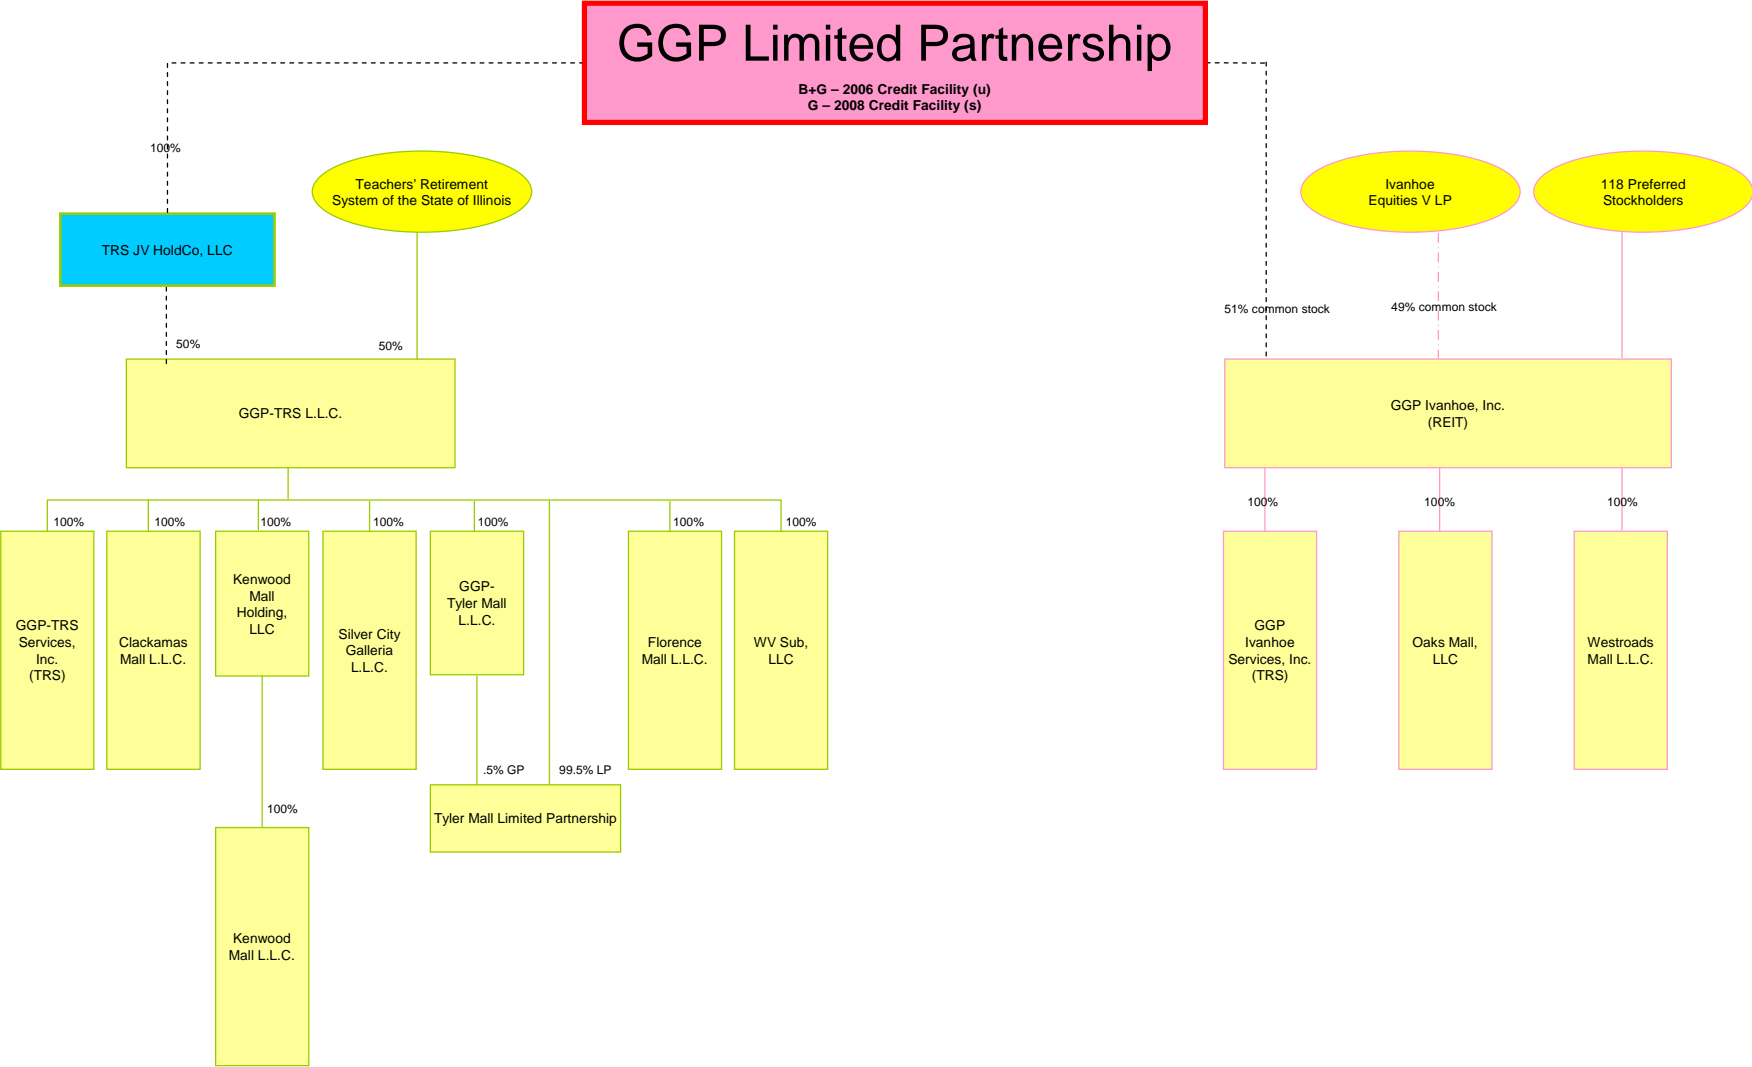 GGP Limited Partnership
B+G – 2006 Credit Facility (u)
G – 2008 Credit Facility (s)
100%
Teachers' Retirement
System of the State of Illinois
Ivanhoe
Equities V LP
118 Preferred
Stockholders
TRS JV HoldCo, LLC
51% common stock
49% common stock
50%
50%
GGP-TRS L.L.C.
GGP Ivanhoe, Inc.
(REIT)
100%
100%
100%
100%
100%
100%
100%
100%
100%
100%
GGP-TRS
Services,
Inc.
(TRS)
Clackamas
Mall L.L.C.
Kenwood
Mall
Holding,
LLC
Silver City
Galleria
L.L.C.
GGP-
Tyler Mall
L.L.C.
Florence
Mall L.L.C.
WV Sub,
LLC
GGP
Ivanhoe
Services, Inc.
(TRS)
Oaks Mall,
LLC
Westroads
Mall L.L.C.
.5% GP
99.5% LP
100%
Tyler Mall Limited Partnership
Kenwood
Mall L.L.C.